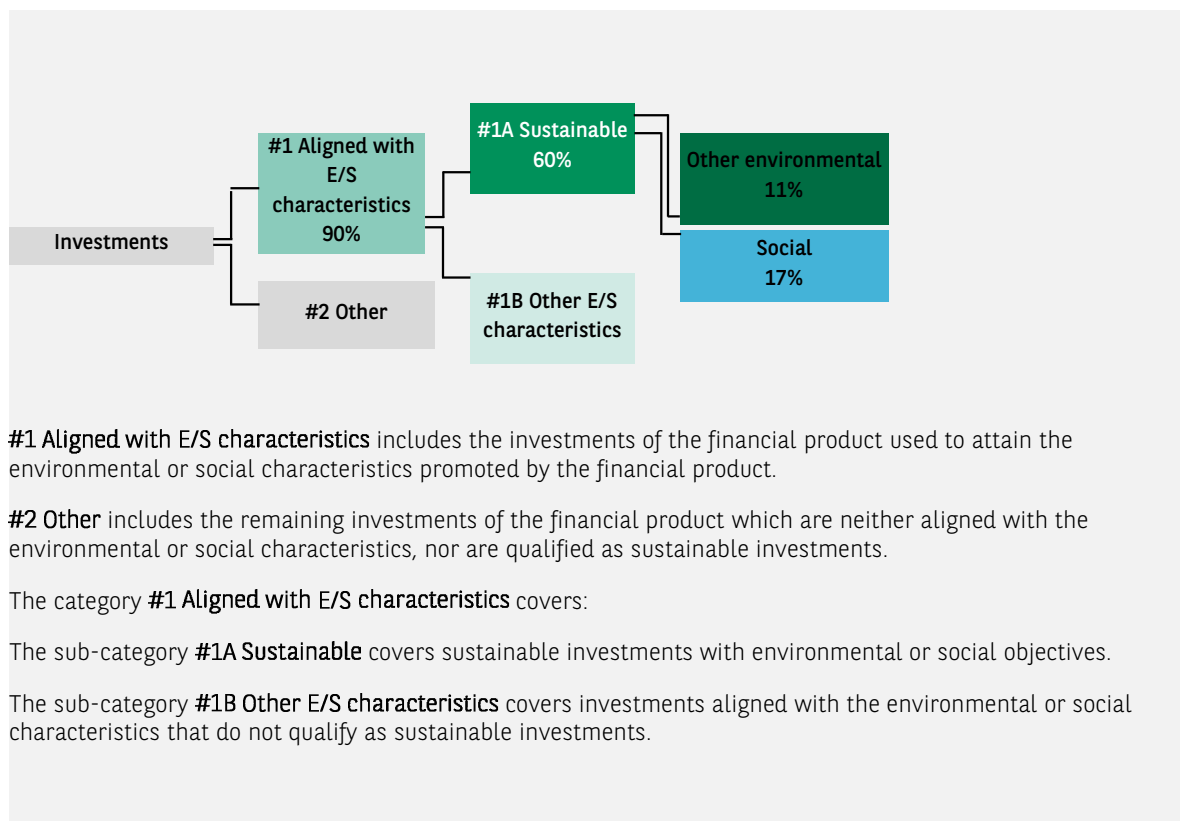 #1A Sustainable
60%
#1 Aligned with
E/S
characteristics
90%
Other environmental
11%
Investments
Social
17%
#2 Other
#1B Other E/S
characteristics
#1 Aligned with E/S characteristics includes the investments of the financial product used to attain the
environmental or social characteristics promoted by the financial product.
#2 Other includes the remaining investments of the financial product which are neither aligned with the
environmental or social characteristics, nor are qualified as sustainable investments.
The category #1 Aligned with E/S characteristics covers:
The sub-category #1A Sustainable covers sustainable investments with environmental or social objectives.
The sub-category #1B Other E/S characteristics covers investments aligned with the environmental or social
characteristics that do not qualify as sustainable investments.